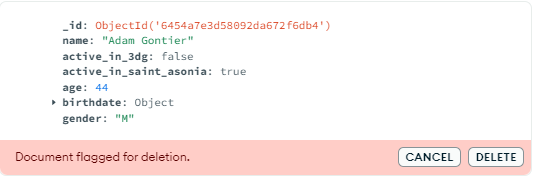 _id: ObjectId('6454a7e3d58092da672f6db4')
name: "Adam Gontier"
active_in_3dg: false
active_in_saint_asonia: true
age: 44
birthdate: Object
gender: "M"
Document flagged for deletion. CANCEL DELETE